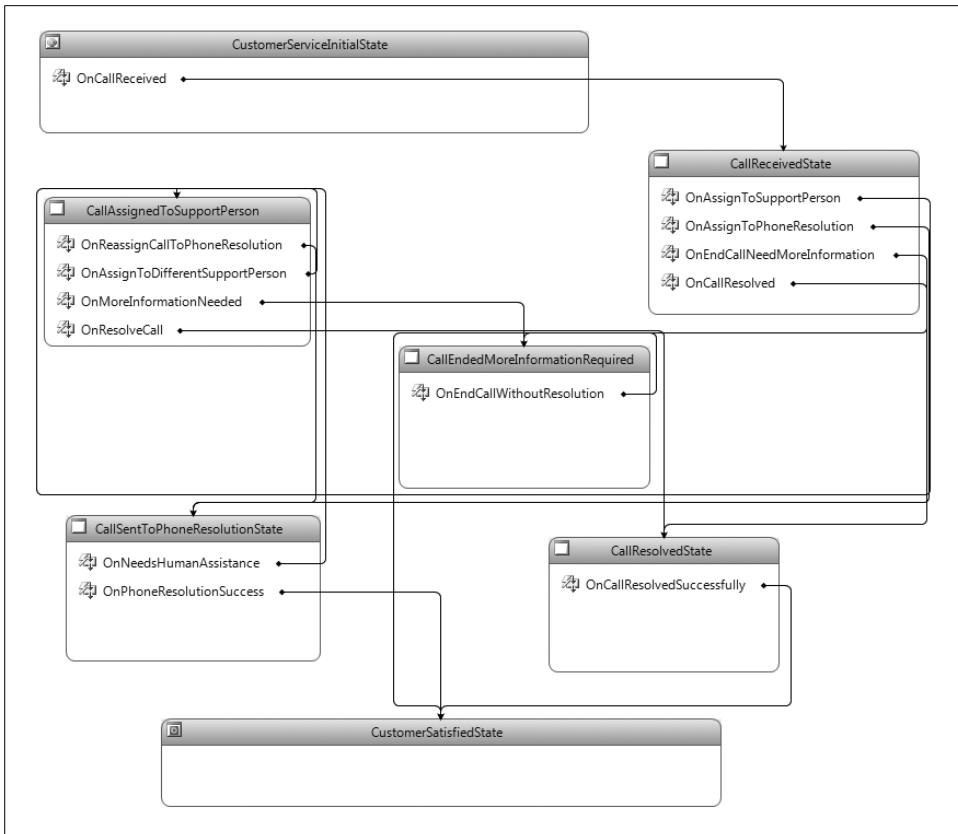 CustomerServiceInitialState
OnCallReceived
CallReceivedState
OnAssignToSupportPerson
OnAssignToPhoneResolution
OnEndCallNeedMoreInformation
OnCallResolved
CallAssignedToSupportPerson
OnReassignCallToPhoneResolution
OnAssignToDifferentSupportPerson
OnMoreInformationNeeded
OnResolveCall
CallEndedMoreInformationRequired
OnEndCallWithoutResolution
CallSentToPhoneResolutionState
OnNeedsHumanAssistance
OnPhoneResolutionSuccess
CallResolvedState
OnCallResolvedSuccessfully
CustomerSatisfiedState